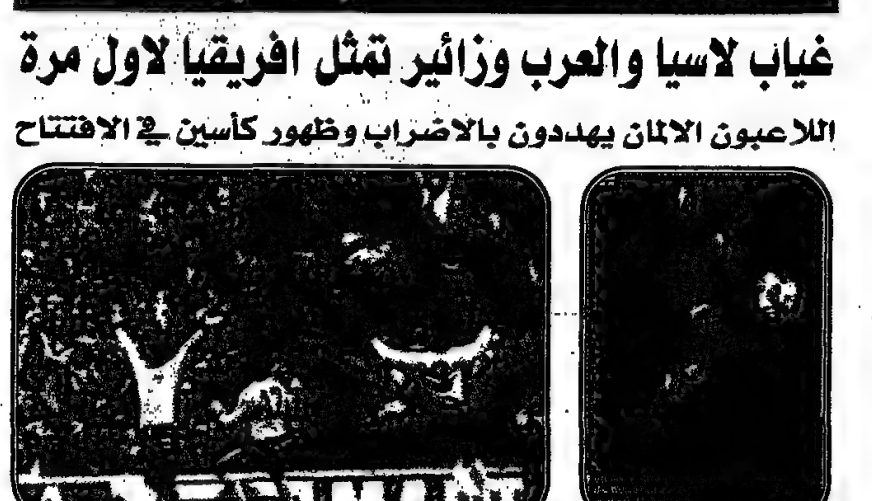 غياب لاسيا والعرب وزائير تمثل افريقيا لاول مرة
اللاعبون الالمان يهددون بالاضراب وظهور كأسين في الافتتاح